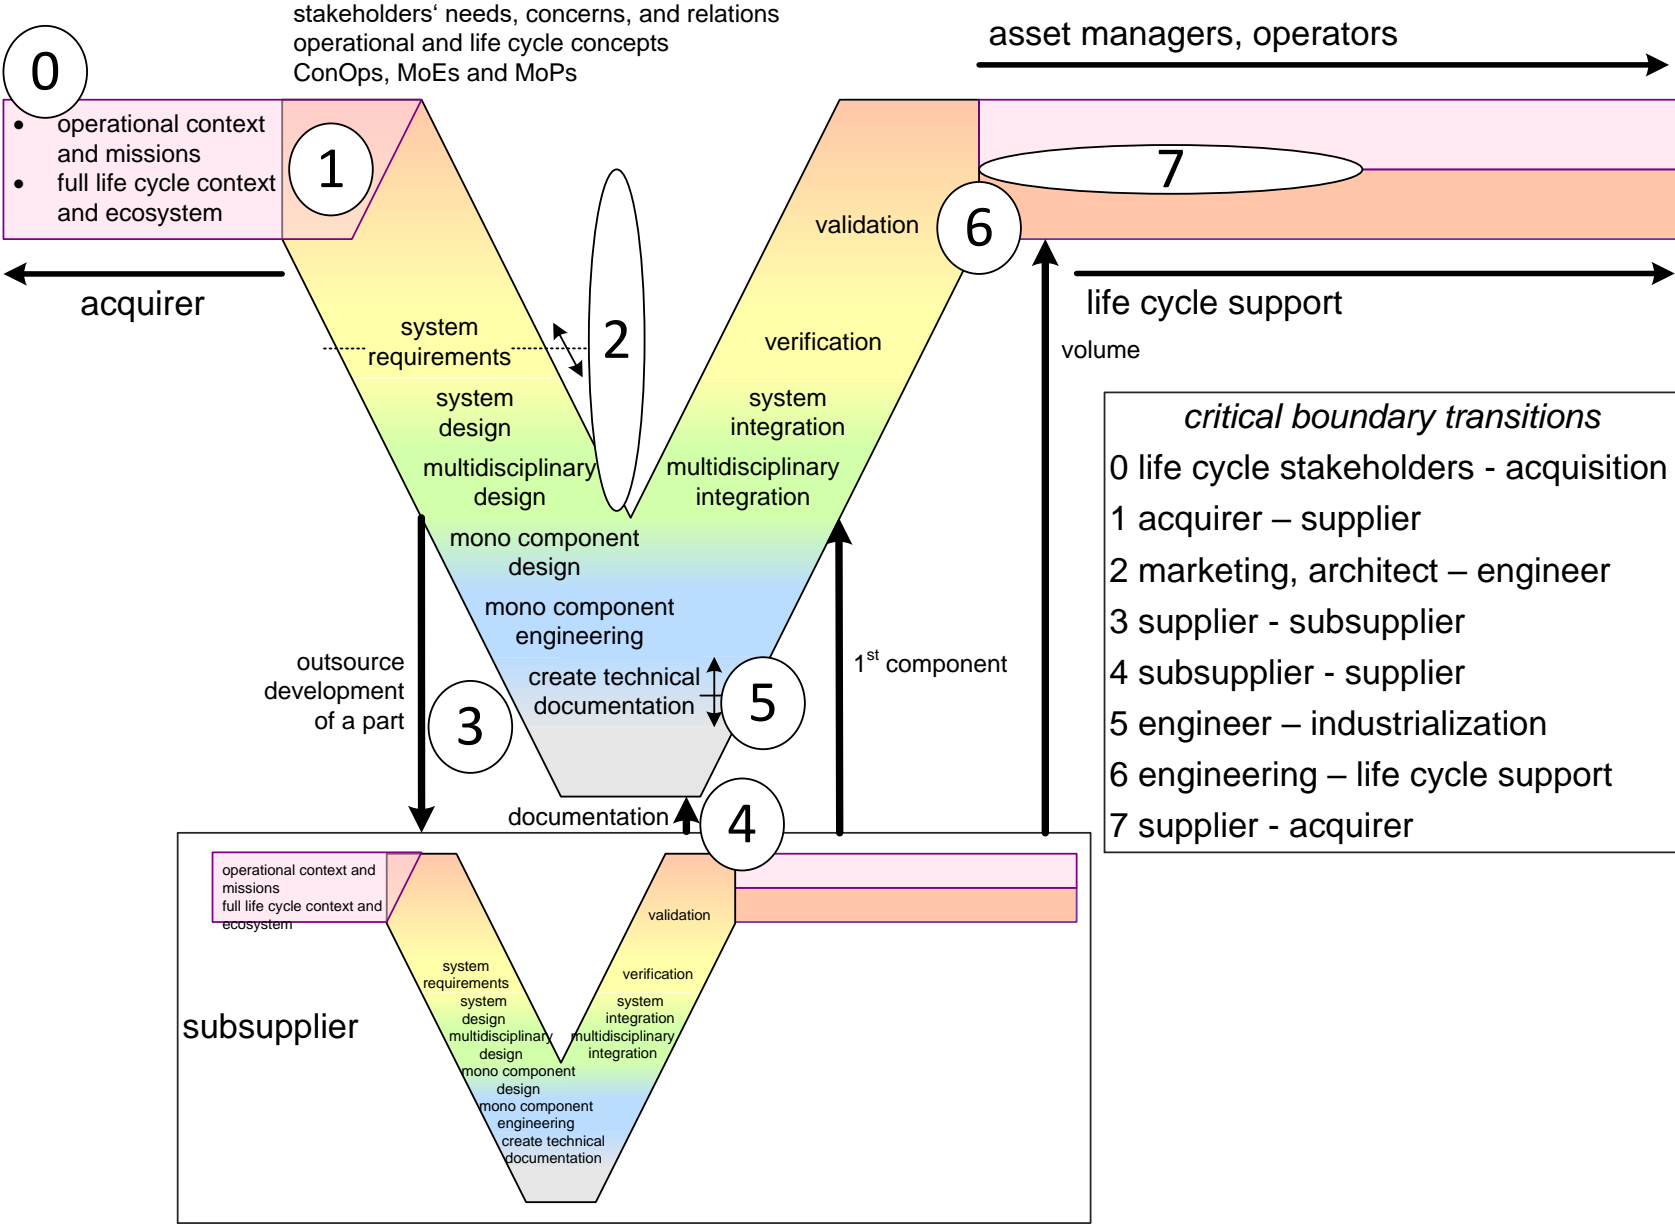 stakeholders‘ needs, concerns, and relations
operational and life cycle concepts
ConOps, MoEs and MoPs
asset managers, operators
0
• operational context
and missions
• full life cycle context
and ecosystem
1
7
2
validation
6
acquirer
life cycle support
system
requirements
verification
volume
system
design
system
integration
multidisciplinary
design
multidisciplinary
integration
mono component
design
mono component
engineering
create technical
documentation
5
1st component
outsource
development
of a part
3
documentation
4
critical boundary transitions
0 life cycle stakeholders - acquisition
1 acquirer – supplier
2 marketing, architect – engineer
3 supplier - subsupplier
4 subsupplier - supplier
5 engineer – industrialization
6 engineering – life cycle support
7 supplier - acquirer
operational context and
missions
full life cycle context and
ecosystem
validation
system
requirements
verification
system
design
system
integration
multidisciplinary
design
multidisciplinary
integration
mono component
design
mono component
engineering
create technical
documentation
subsupplier